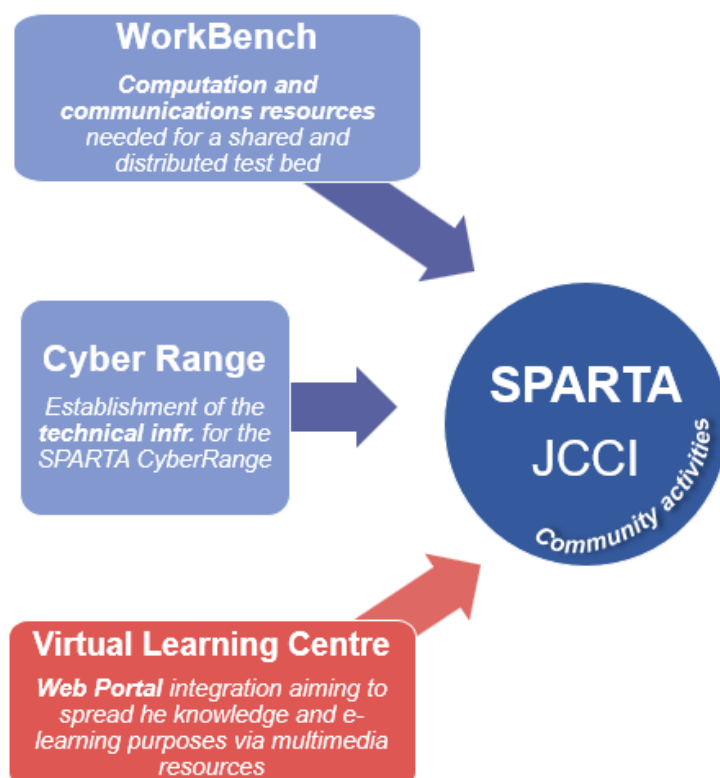 WorkBench
Computation and
communications resources
needed for a shared and
distributed test bed
Cyber Range
Establishment of the
technical infr. for the
SPARTA CyberRange
SPARTA
JCCI
Community activities
Virtual Learning Centre
Web Portal integration aiming to
spread he knowledge and e-
learning purposes via multimedia
resources